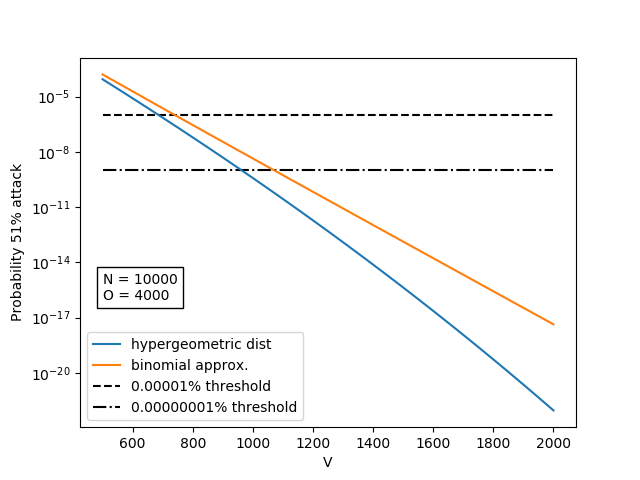 Probability 51% attack
10⁻⁵
10⁻⁸
10⁻¹¹
10⁻¹⁴
10⁻¹⁷
10⁻²⁰
N = 10000
O = 4000
hypergeometric dist
binomial approx.
0.00001% threshold
0.00000001% threshold
600 800 1000 1200 1400 1600 1800 2000
V